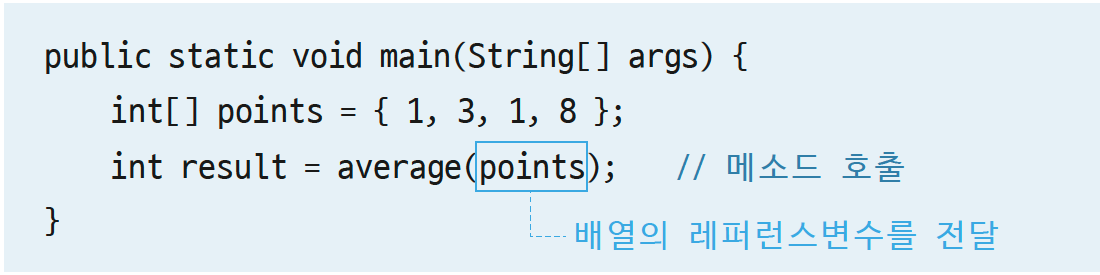 public static void main(String[] args) {
int[] points = { 1, 3, 1, 8 };
int result = average(points); // 메소드 호출
}
배열의 레퍼런스변수를 전달